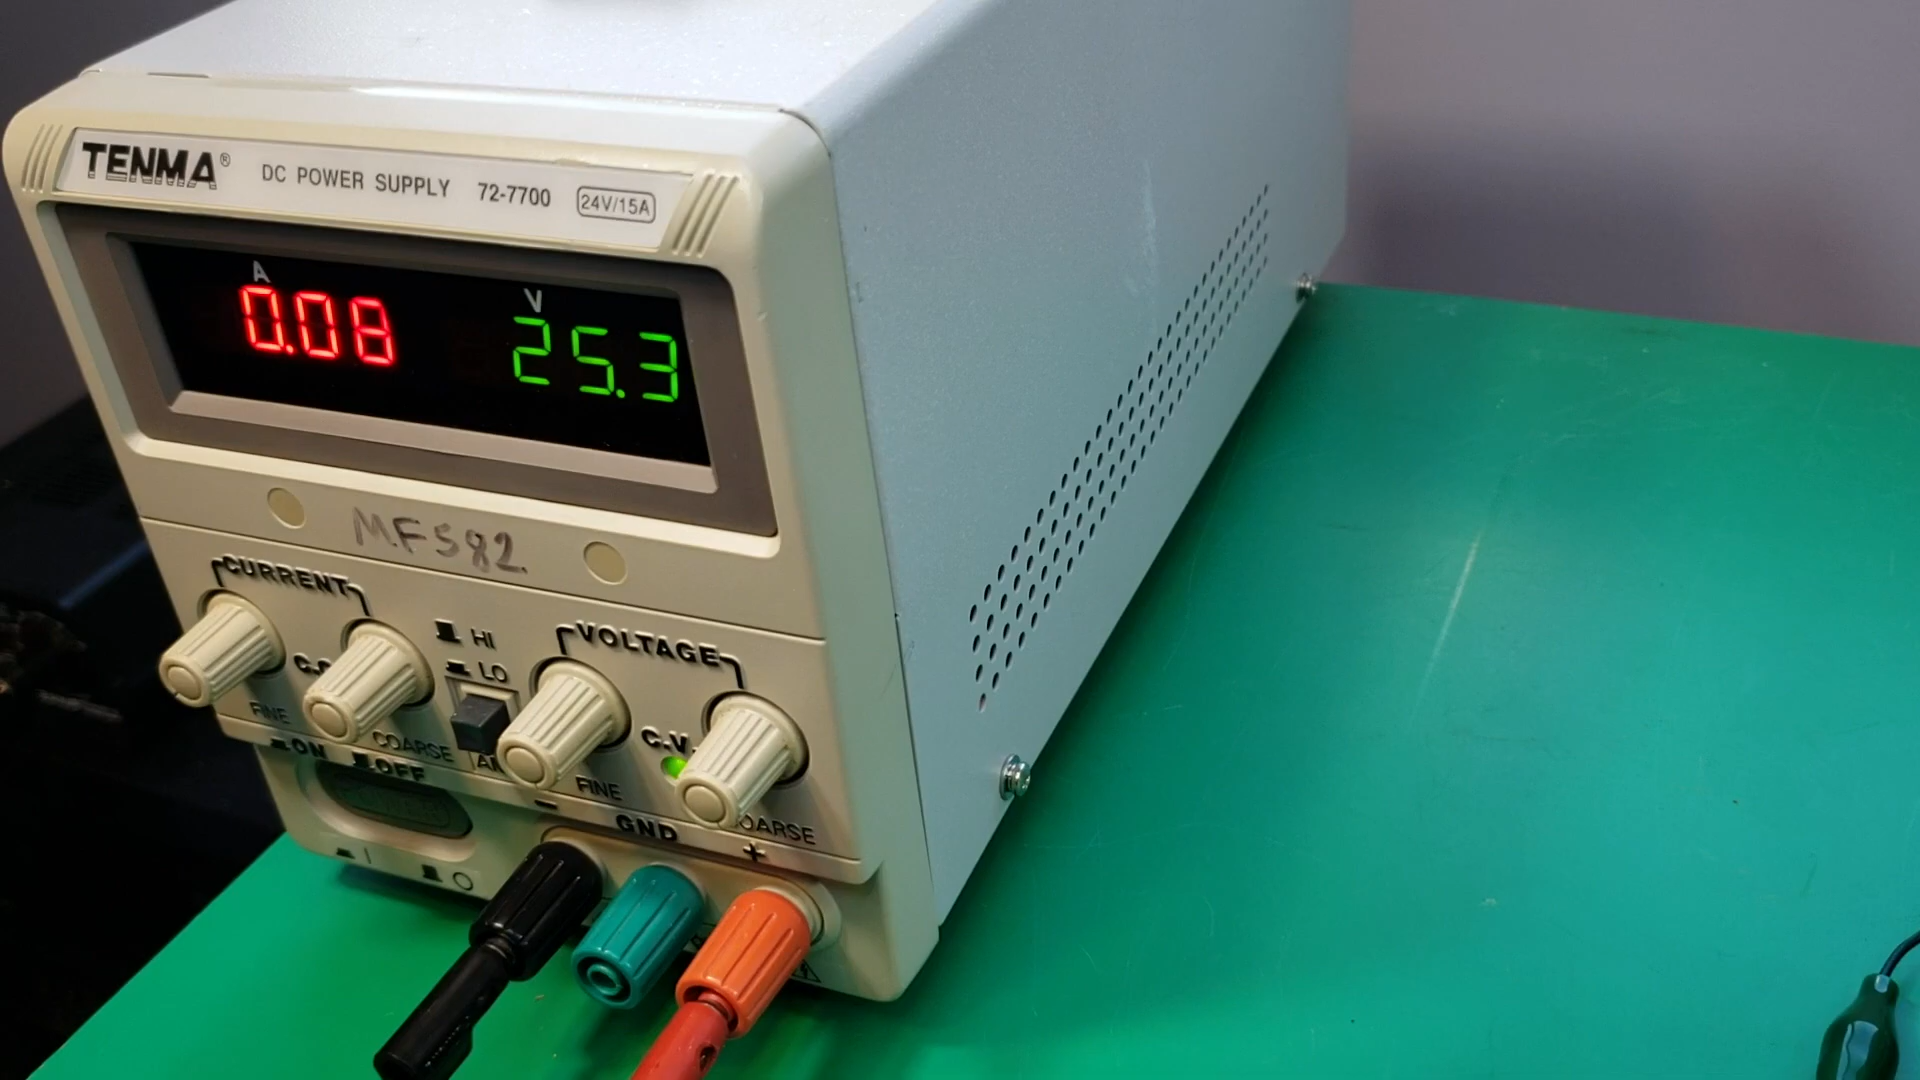 TENMA® DC POWER SUPPLY 72-7700 24V/15A
A V
0.08 25.3
MF582.
CURRENT
HI
LO
VOLTAGE
C.V.
FINE
COARSE
FINE
COARSE
ON
OFF
GND
- +